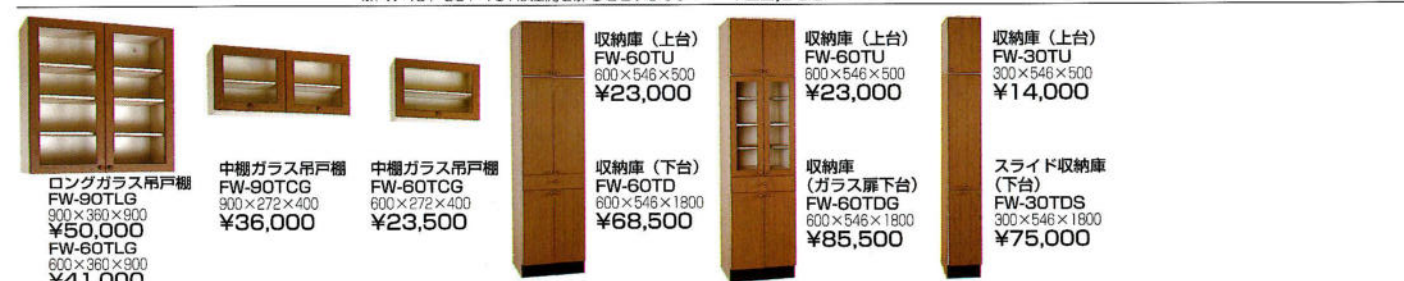 ロングガラス吊戸棚
FW-90TLG
900×360×900
¥50,000
FW-60TLG
600×360×900
¥41,000
中棚ガラス吊戸棚
FW-90TCG
900×272×400
¥36,000
中棚ガラス吊戸棚
FW-60TCG
600×272×400
¥23,500
収納庫（上台）
FW-60TU
600×546×500
¥23,000
収納庫（下台）
FW-60TD
600×546×1800
¥68,500
収納庫（上台）
FW-60TU
600×546×500
¥23,000
収納庫
（ガラス扉下台）
FW-60TDG
600×546×1800
¥85,500
収納庫（上台）
FW-30TU
300×546×500
¥14,000
スライド収納庫
（下台）
FW-30TDS
300×546×1800
¥75,000